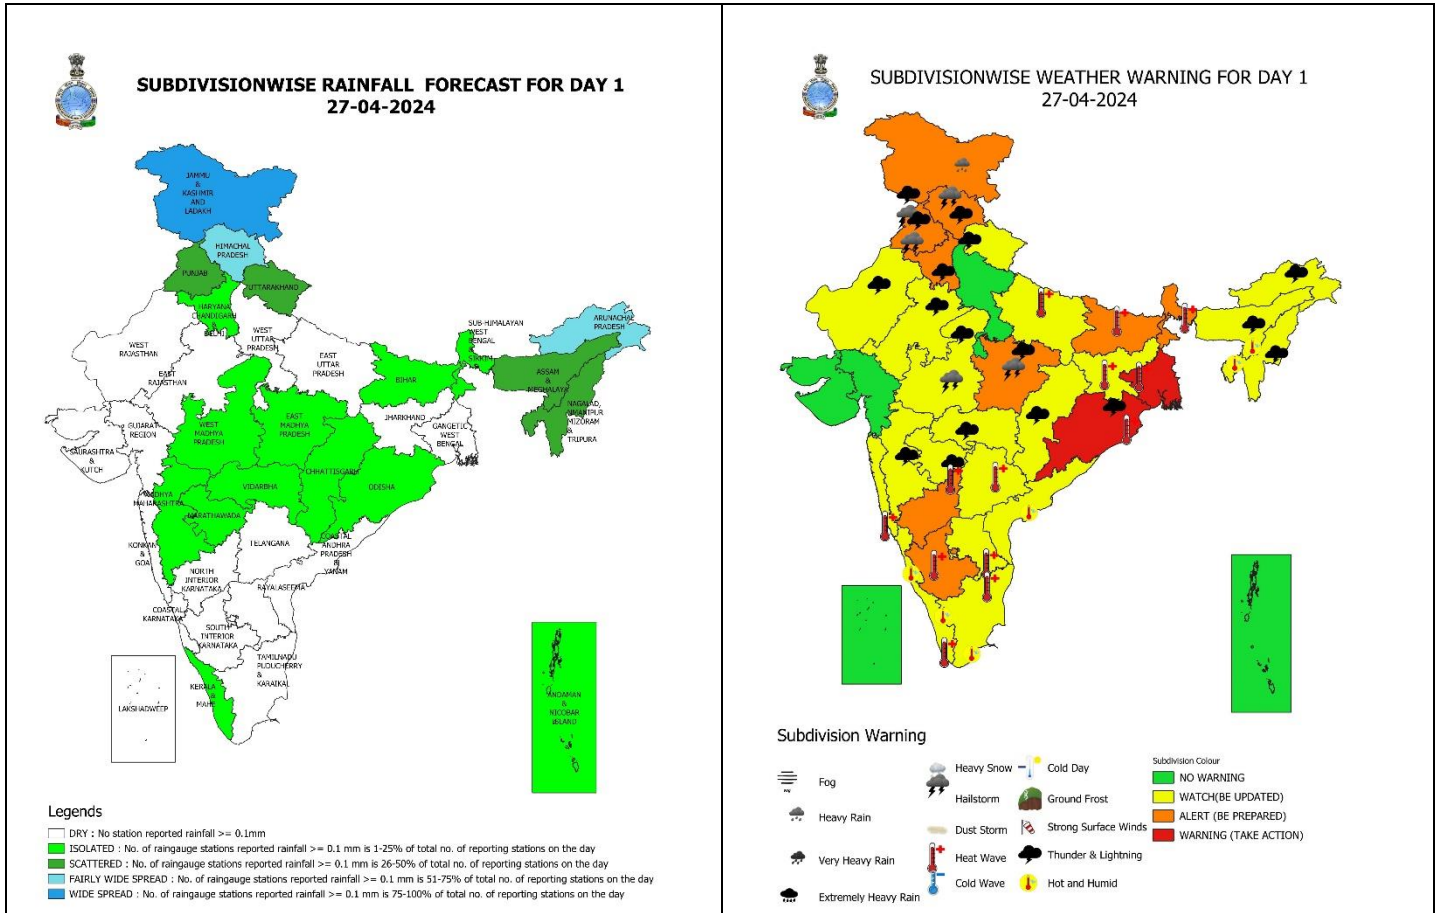 SUBDIVISIONWISE RAINFALL FORECAST FOR DAY 1
27-04-2024
JAMMU
&
KASHMIR
AND
LADAKH
HIMACHAL
PRADESH
PUNJAB
UTTARAKHAND
HARYANA
CHANDIGARH
&
DELHI
WEST
UTTAR
PRADESH
EAST
UTTAR
PRADESH
WEST
RAJASTHAN
EAST
RAJASTHAN
SUB-HIMALAYAN
WEST
BENGAL
&
SIKKIM
ARUNACHAL
PRADESH
ASSAM
&
MEGHALAYA
NAGALAD,
MANIPUR
MIZORAM
&
TRIPURA
BIHAR
JHARKHAND
GANGETIC
WEST
BENGAL
GUJARAT
REGION
SAURASHTRA
&
KUTCH
WEST
MADHYA
PRADESH
EAST
MADHYA
PRADESH
CHHATTISGARH
ODISHA
VIDARBHA
MADHYA
MAHARASHTRA
MARATHAWADA
KONKAN
&
GOA
TELANGANA
COASTAL
ANDHRA
PRADESH
&
YANAM
NORTH
INTERIOR
KARNATAKA
RAYALASEEMA
COASTAL
KARNATAKA
SOUTH
INTERIOR
KARNATAKA
TAMILNADU
PUDUCHERRY
&
KARAIKAL
KERALA
&
MAHE
LAKSHADWEEP
ANDAMAN
&
NICOBAR
ISLAND
Legends
DRY : No station reported rainfall >= 0.1mm
ISOLATED : No. of raingauge stations reported rainfall >= 0.1 mm is 1-25% of total no. of reporting stations on the day
SCATTERED : No. of raingauge stations reported rainfall >= 0.1 mm is 26-50% of total no. of reporting stations on the day
FAIRLY WIDE SPREAD : No. of raingauge stations reported rainfall >= 0.1 mm is 51-75% of total no. of reporting stations on the day
WIDE SPREAD : No. of raingauge stations reported rainfall >= 0.1 mm is 75-100% of total no. of reporting stations on the day
SUBDIVISIONWISE WEATHER WARNING FOR DAY 1
27-04-2024
Subdivision Warning
Fog
Heavy Rain
Very Heavy Rain
Extremely Heavy Rain
Heavy Snow
Hailstorm
Dust Storm
Heat Wave
Cold Wave
Cold Day
Ground Frost
Strong Surface Winds
Thunder & Lightning
Hot and Humid
Subdivision Colour
NO WARNING
WATCH(BE UPDATED)
ALERT (BE PREPARED)
WARNING (TAKE ACTION)